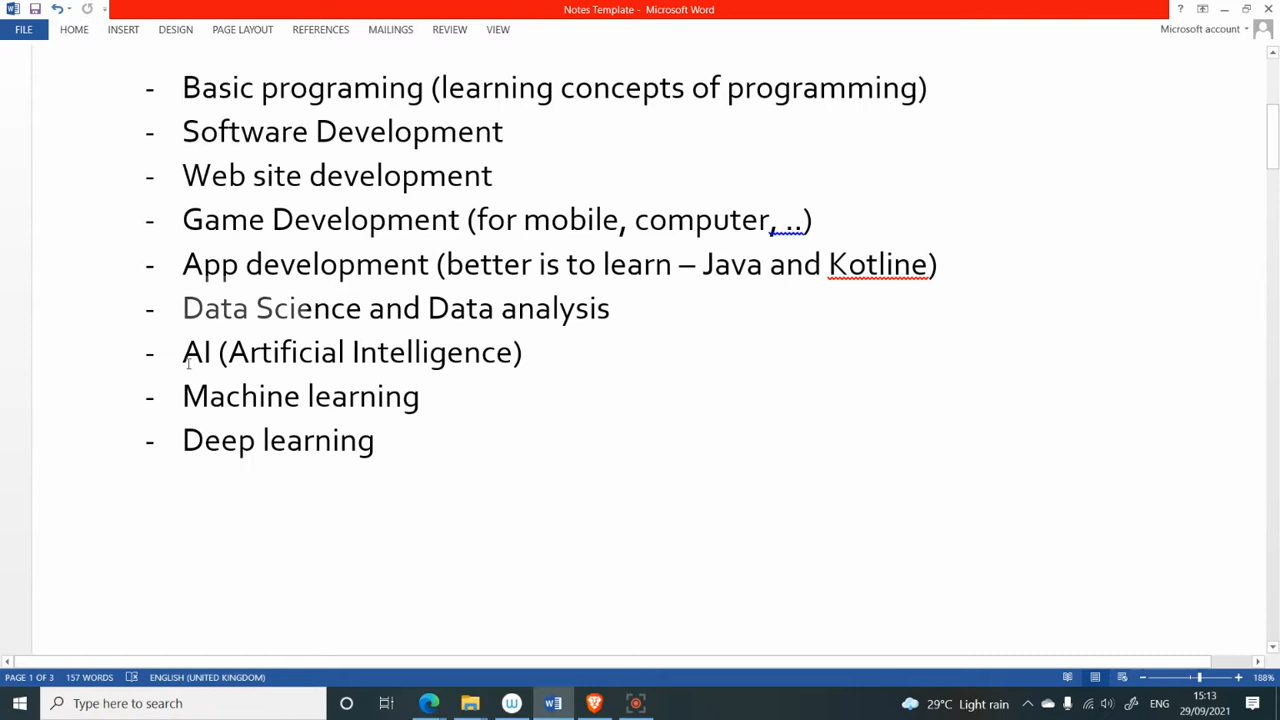 Notes Template - Microsoft Word
?
FILE HOME INSERT DESIGN PAGE LAYOUT REFERENCES MAILINGS REVIEW VIEW Microsoft account
- Basic programing (learning concepts of programming)
- Software Development
- Web site development
- Game Development (for mobile, computer, ..)
- App development (better is to learn – Java and Kotline)
- Data Science and Data analysis
- AI (Artificial Intelligence)
- Machine learning
- Deep learning
PAGE 1 OF 3 157 WORDS ENGLISH (UNITED KINGDOM) 188%
Type here to search 29°C Light rain ENG 15:13
29/09/2021